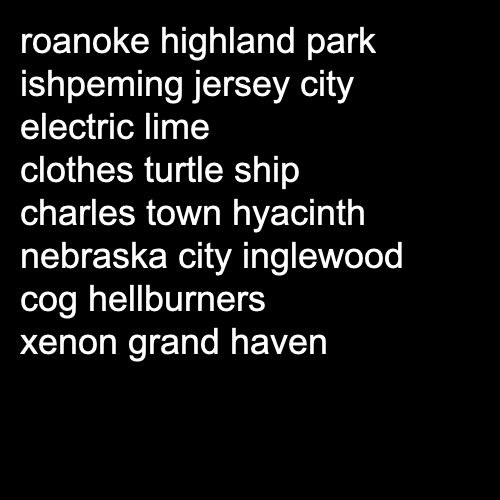 roanoke highland park
ishpeming jersey city
electric lime
clothes turtle ship
charles town hyacinth
nebraska city inglewood
cog hellburners
xenon grand haven